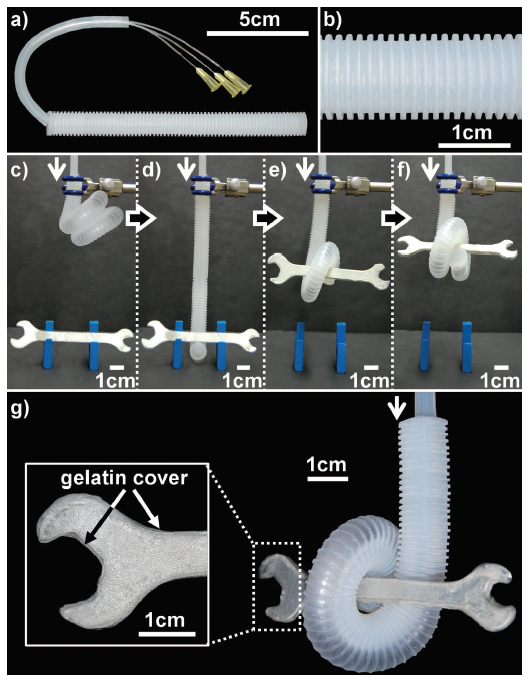 a)
5cm
b)
1cm
c)
d)
e)
f)
1cm
1cm
1cm
1cm
g)
gelatin cover
1cm
1cm